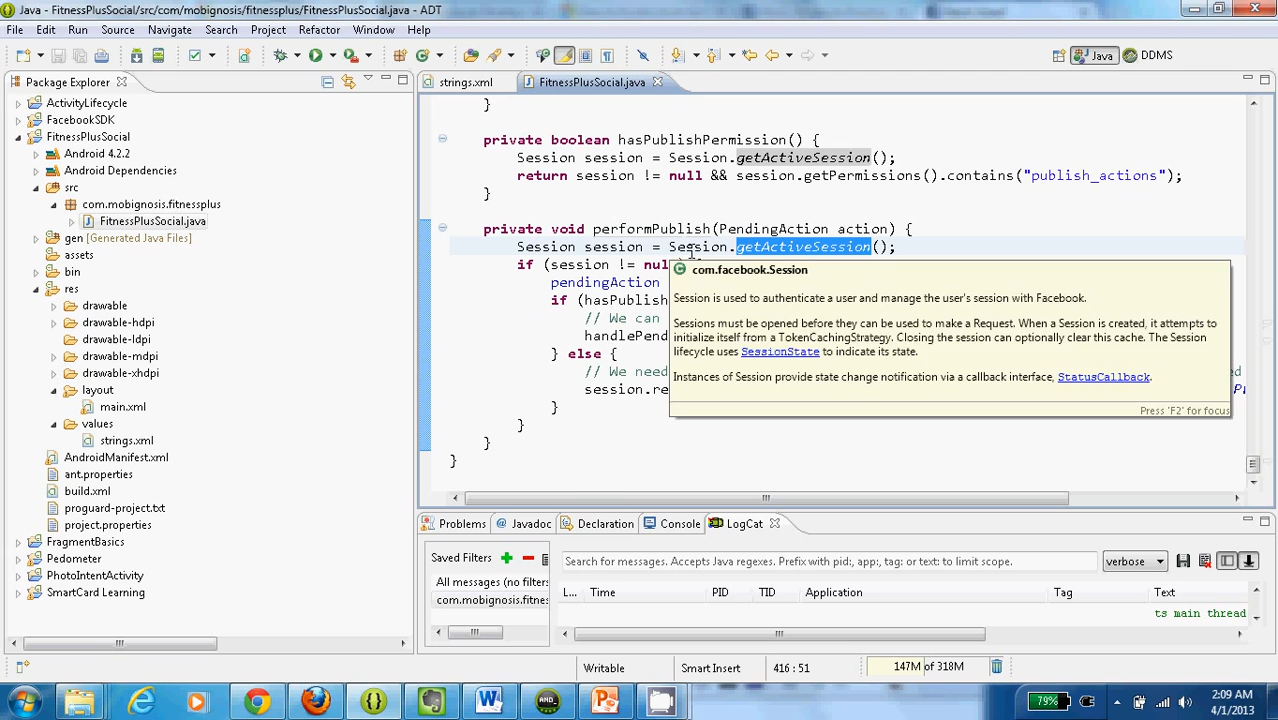 Java - FitnessPlusSocial/src/com/mobignosis/fitnessplus/FitnessPlusSocial.java - ADT
File Edit Run Source Navigate Search Project Refactor Window Help
Java DDMS
Package Explorer
strings.xml FitnessPlusSocial.java
ActivityLifecycle
FacebookSDK
FitnessPlusSocial
Android 4.2.2
Android Dependencies
src
com.mobignosis.fitnessplus
FitnessPlusSocial.java
gen [Generated Java Files]
assets
bin
res
drawable
drawable-hdpi
drawable-ldpi
drawable-mdpi
drawable-xhdpi
layout
main.xml
values
strings.xml
AndroidManifest.xml
ant.properties
build.xml
proguard-project.txt
project.properties
FragmentBasics
Pedometer
PhotoIntentActivity
SmartCard Learning
}
private boolean hasPublishPermission() {
Session session = Session.getActiveSession();
return session != null && session.getPermissions().contains("publish_actions");
}
private void performPublish(PendingAction action) {
Session session = Session.getActiveSession();
if (session != null)
pendingAction
if (hasPublish
// We can
handlePend
} else {
// We need
session.re
}
}
}
}
com.facebook.Session
Session is used to authenticate a user and manage the user's session with Facebook.
Sessions must be opened before they can be used to make a Request. When a Session is created, it attempts to
initialize itself from a TokenCachingStrategy. Closing the session can optionally clear this cache. The Session
lifecycle uses SessionState to indicate its state.
Instances of Session provide state change notification via a callback interface, StatusCallback.
Press 'F2' for focus
Problems Javadoc Declaration Console LogCat
Saved Filters
All messages (no filters
com.mobignosis.fitnes
Search for messages. Accepts Java regexes. Prefix with pid:, app:, tag: or text: to limit scope.
verbose
L... Time PID TID Application Tag Text
ts main thread
Writable Smart Insert 416 : 51 147M of 318M
79% 2:09 AM
4/1/2013